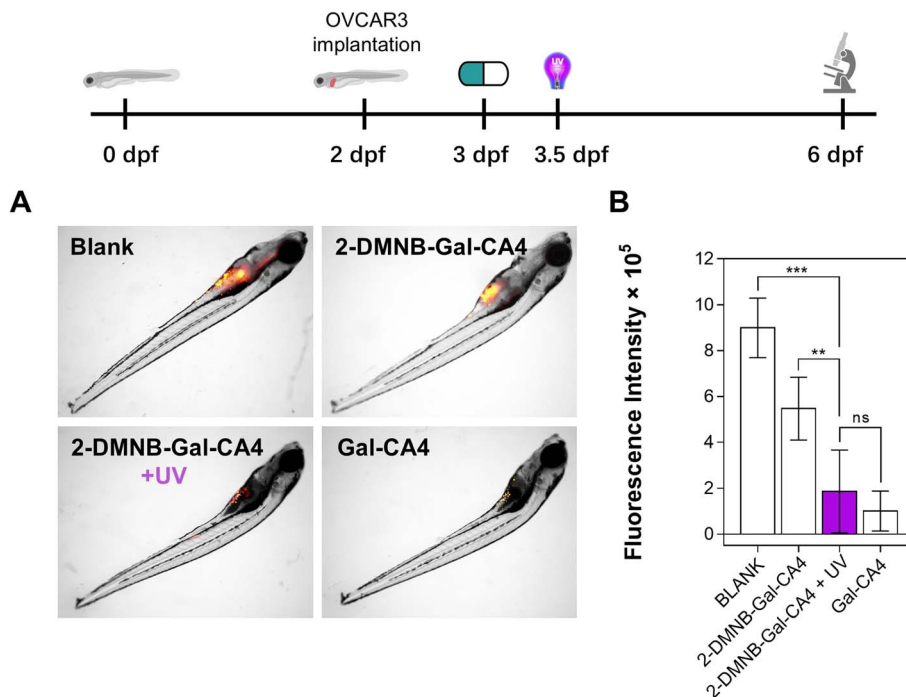 OVCAR3
implantation
UV
0 dpf
2 dpf
3 dpf
3.5 dpf
6 dpf
A
Blank
2-DMNB-Gal-CA4
2-DMNB-Gal-CA4
+UV
Gal-CA4
B
Fluorescence Intensity × 10⁵
12
10
8
6
4
2
0
***
**
ns
BLANK
2-DMNB-Gal-CA4
2-DMNB-Gal-CA4 + UV
Gal-CA4